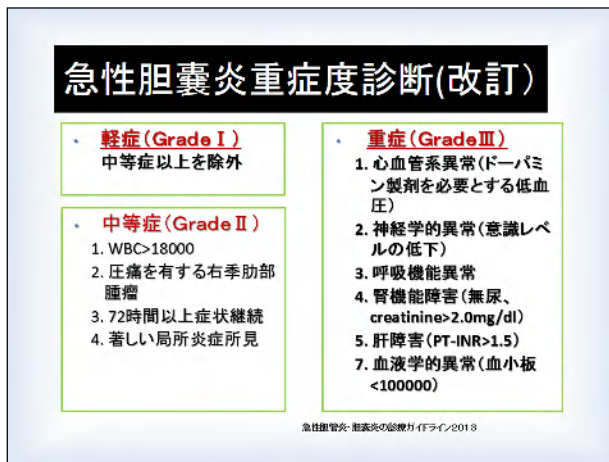 急性胆嚢炎重症度診断(改訂)
・ 軽症(GradeⅠ)
中等症以上を除外
・ 中等症(GradeⅡ)
1. WBC>18000
2. 圧痛を有する右季肋部
腫瘤
3. 72時間以上症状継続
4. 著しい局所炎症所見
・ 重症(GradeⅢ)
1. 心血管系異常(ドーパミ
ン製剤を必要とする低血
圧)
2. 神経学的異常(意識レベ
ルの低下)
3. 呼吸機能異常
4. 腎機能障害(無尿、
creatinine>2.0mg/dl)
5. 肝障害(PT-INR>1.5)
7. 血液学的異常(血小板
<100000)
急性胆管炎・胆嚢炎の診療ガイドライン2013